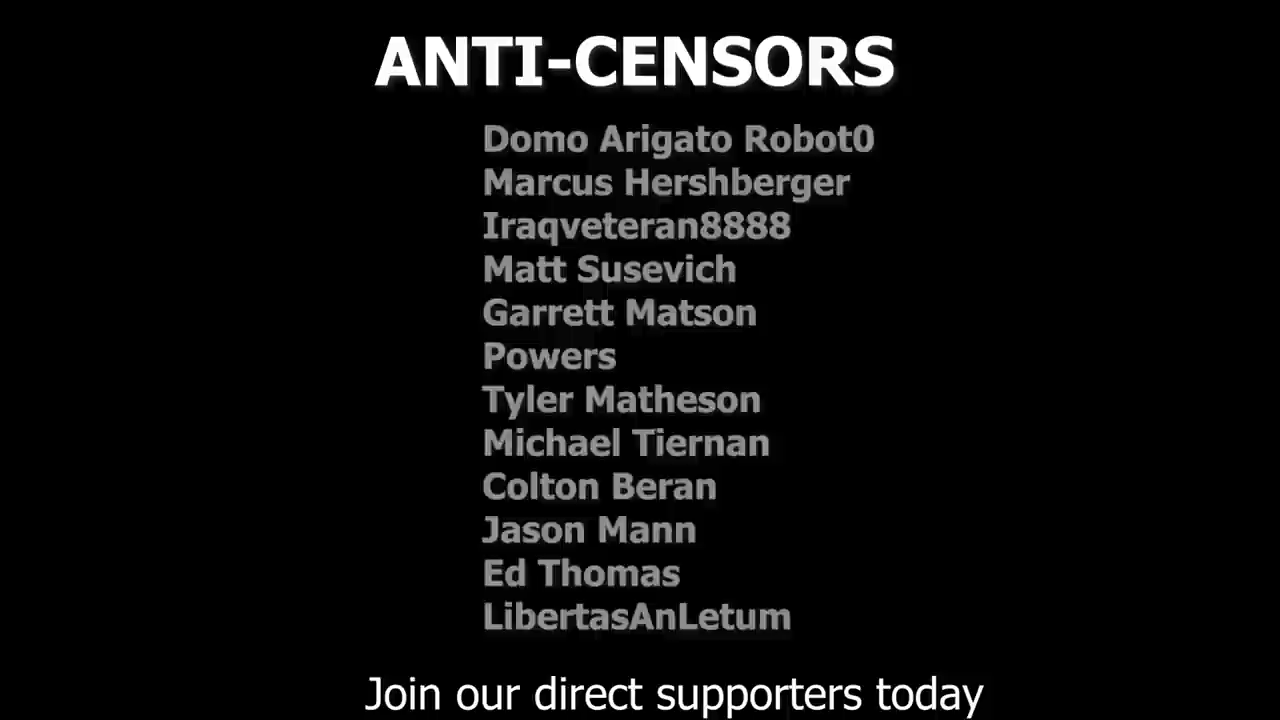 ANTI-CENSORS
Domo Arigato Robot0
Marcus Hershberger
Iraqveteran8888
Matt Susevich
Garrett Matson
Powers
Tyler Matheson
Michael Tiernan
Colton Beran
Jason Mann
Ed Thomas
LibertasAnLetum
Join our direct supporters today